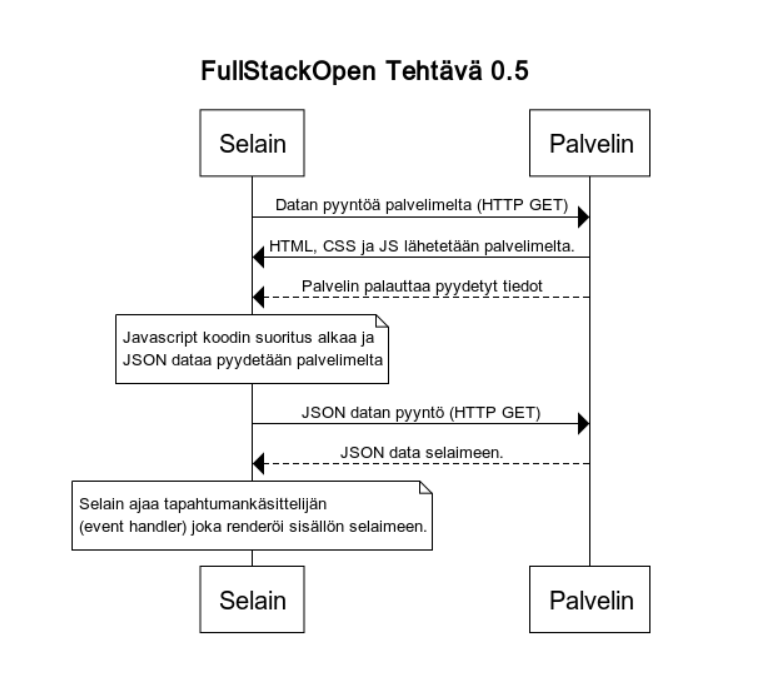 FullStackOpen Tehtävä 0.5
Selain
Palvelin
Datan pyyntöä palvelimelta (HTTP GET)
HTML, CSS ja JS lähetetään palvelimelta.
Palvelin palauttaa pyydetyt tiedot
Javascript koodin suoritus alkaa ja
JSON dataa pyydetään palvelimelta
JSON datan pyyntö (HTTP GET)
JSON data selaimeen.
Selain ajaa tapahtumankäsittelijän
(event handler) joka renderöi sisällön selaimeen.
Selain
Palvelin